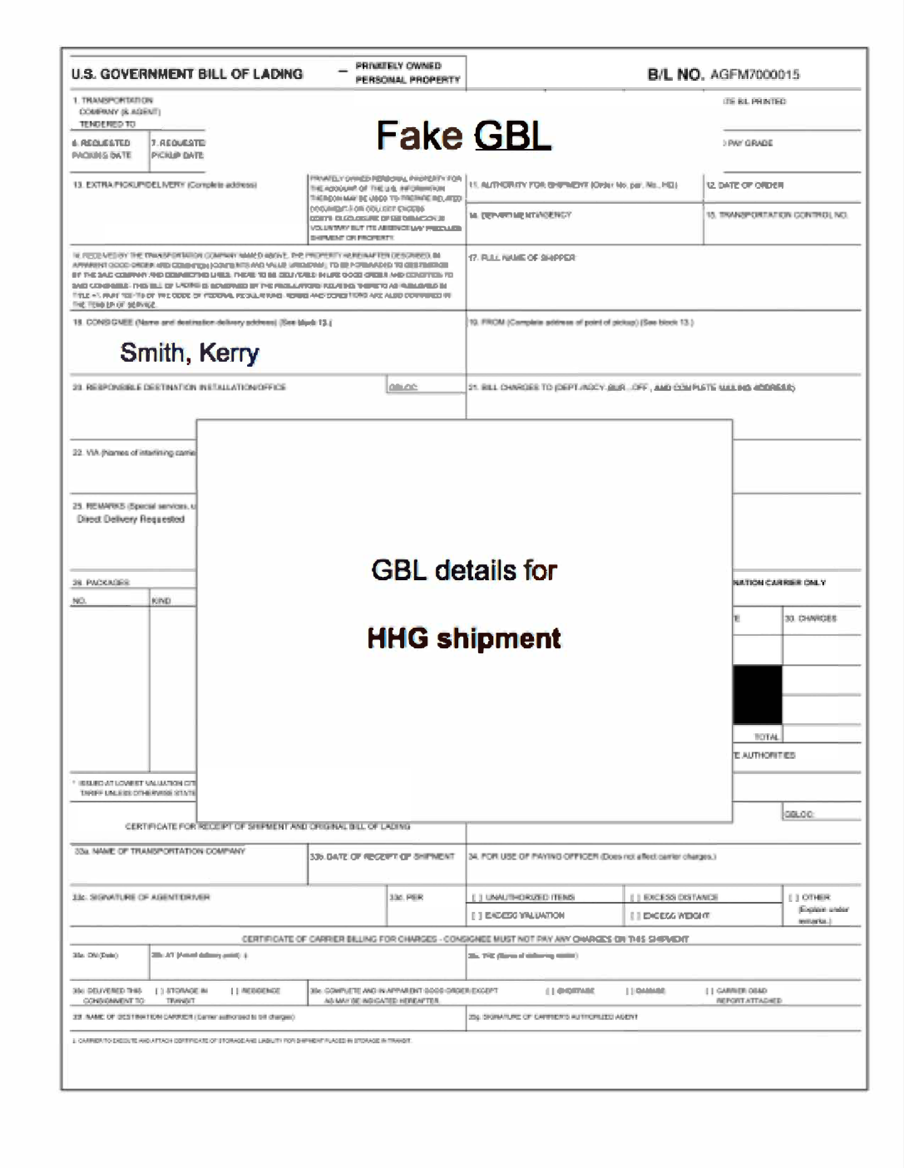 U.S. GOVERNMENT BILL OF LADING – PRIVATELY OWNED
PERSONAL PROPERTY
B/L NO. AGFM7000015
1. TRANSPORTATION
COMPANY (& AGENT)
TENDERED TO
TE B/L PRINTED
Fake GBL
6. REQUESTED
PACKING DATE
7. REQUESTE
PICKUP DATE
PAY GRADE
13. EXTRA PICKUP/DELIVERY (Complete address)
PRIVATELY OWNED PERSONAL PROPERTY FOR
THE ACCOUNT OF THE U.S. INFORMATION
THEREON MAY BE USED TO PREPARE RELATED
VOLUNTARY BUT ITS ABSENCE MAY PRECLUDE
SHIPMENT OR PROPERTY.
11. AUTHORITY FOR SHIPMENT (Order No. par. No., HQ)
12. DATE OF ORDER
14. DEPARTMENT/AGENCY
15. TRANSPORTATION CONTROL NO.
16. RECEIVED BY THE TRANSPORTATION COMPANY NAMED ABOVE, THE PROPERTY HEREINAFTER DESCRIBED, IN
APPARENT GOOD ORDER AND CONDITION (CONTENTS AND VALUE UNKNOWN), TO BE FORWARDED TO DESTINATION
BY THE SAID COMPANY AND CONNECTING LINES, THERE TO BE DELIVERED IN LIKE GOOD ORDER AND CONDITION TO
SAID CONSIGNEE. THIS BILL OF LADING IS GOVERNED BY THE REGULATIONS RELATING THERETO AS PUBLISHED IN
TITLE 41, PART 102-118 OF THE CODE OF FEDERAL REGULATIONS. TERMS AND CONDITIONS ARE ALSO CONTAINED IN
THE TENDER OF SERVICE.
17. FULL NAME OF SHIPPER
18. CONSIGNEE (Name and destination delivery address) (See block 13.)
Smith, Kerry
19. FROM (Complete address of point of pickup) (See block 13.)
20. RESPONSIBLE DESTINATION INSTALLATION/OFFICE
GBLOC:
21. BILL CHARGES TO (DEPT./AGCY. BUR. OFF., AND COMPLETE MAILING ADDRESS)
22. VIA (Names of interlining carrie
25. REMARKS (Special services, u
Direct Delivery Requested
GBL details for
HHG shipment
26. PACKAGES
NATION CARRIER ONLY
NO.
KIND
E
30. CHARGES
TOTAL
TE AUTHORITIES
* ISSUED AT LOWEST VALUATION CIT
TARIFF UNLESS OTHERWISE STATE
GBLOC:
CERTIFICATE FOR RECEIPT OF SHIPMENT AND ORIGINAL BILL OF LADING
33a. NAME OF TRANSPORTATION COMPANY
33b. DATE OF RECEIPT OF SHIPMENT
34. FOR USE OF PAYING OFFICER (Does not affect carrier charges.)
33c. SIGNATURE OF AGENT/DRIVER
33d. PER
[ ] UNAUTHORIZED ITEMS
[ ] EXCESS DISTANCE
[ ] OTHER
(Explain under
remarks.)
[ ] EXCESS VALUATION
[ ] EXCESS WEIGHT
CERTIFICATE OF CARRIER BILLING FOR CHARGES - CONSIGNEE MUST NOT PAY ANY CHARGES ON THIS SHIPMENT
35a. ON (Date)
35b. AT (Actual delivery point)
35c. THE (Name of delivering carrier)
35d. DELIVERED THIS
CONSIGNMENT TO
[ ] STORAGE IN
TRANSIT
[ ] RESIDENCE
35e. COMPLETE AND IN APPARENT GOOD ORDER EXCEPT
AS MAY BE INDICATED HEREAFTER.
[ ] SHORTAGE
[ ] DAMAGE
[ ] CARRIER OS&D
REPORT ATTACHED
35f. NAME OF DESTINATION CARRIER (Carrier authorized to bill charges)
35g. SIGNATURE OF CARRIER'S AUTHORIZED AGENT
CARRIER TO EXECUTE AND ATTACH CERTIFICATE OF STORAGE AND LIABILITY FOR SHIPMENT PLACED IN STORAGE IN TRANSIT.